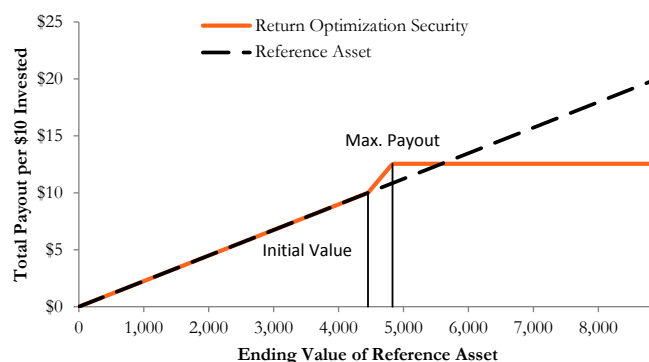 $25
Return Optimization Security
Reference Asset
$20
$15
Max. Payout
$10
$5
Initial Value
$0
0 1,000 2,000 3,000 4,000 5,000 6,000 7,000 8,000
Total Payout per $10 Invested
Ending Value of Reference Asset